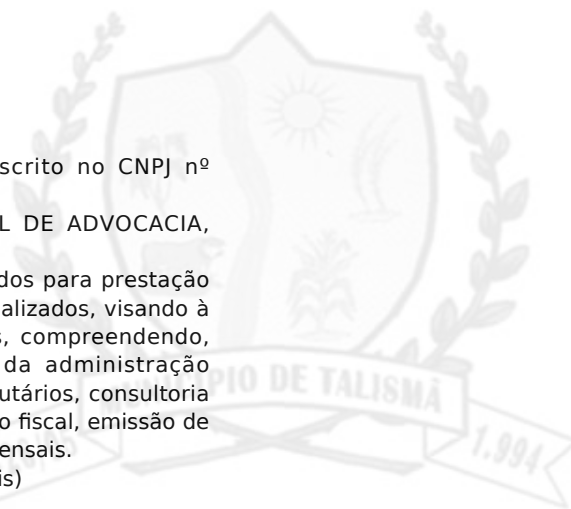 scrito no CNPJ nº
L DE ADVOCACIA,
dos para prestação
alizados, visando à
s, compreendendo,
da administração
utários, consultoria
o fiscal, emissão de
ensais.
is)
MUNICÍPIO DE TALISMÃ
1.994